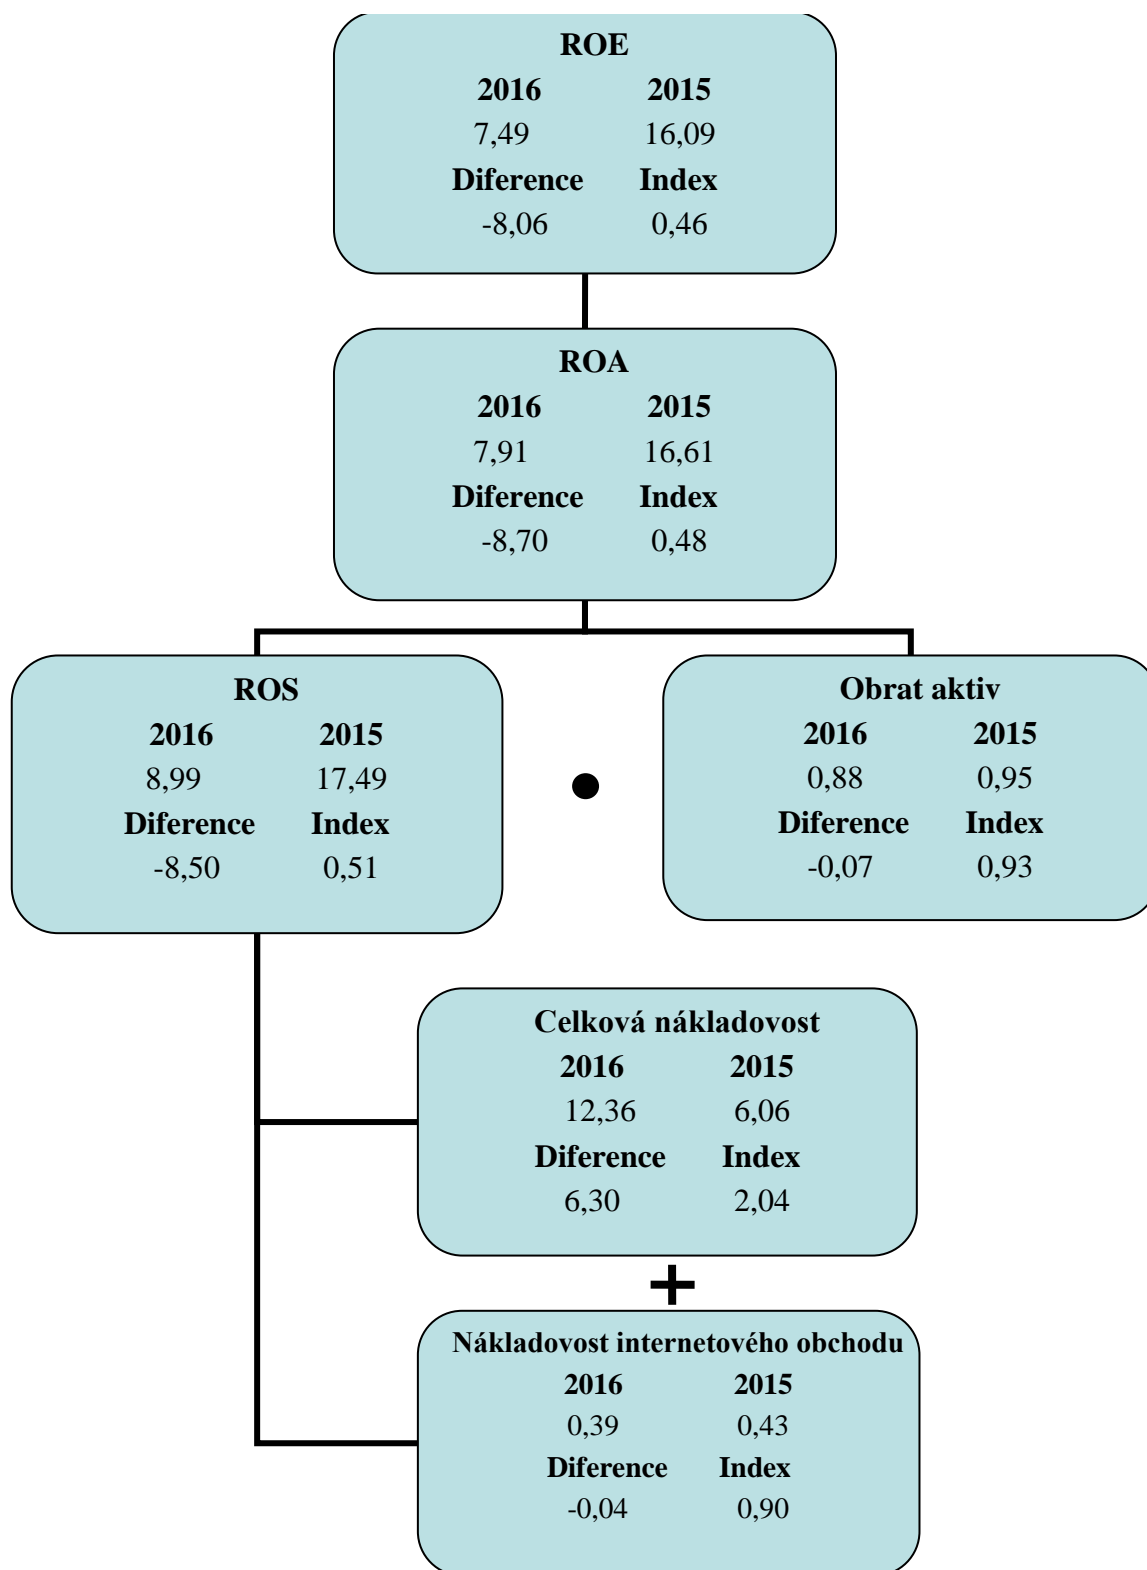 ROE
2016 2015
7,49 16,09
Diference Index
-8,06 0,46
ROA
2016 2015
7,91 16,61
Diference Index
-8,70 0,48
ROS
2016 2015
8,99 17,49
Diference Index
-8,50 0,51
Obrat aktiv
2016 2015
0,88 0,95
Diference Index
-0,07 0,93
Celková nákladovost
2016 2015
12,36 6,06
Diference Index
6,30 2,04
+
Nákladovost internetového obchodu
2016 2015
0,39 0,43
Diference Index
-0,04 0,90